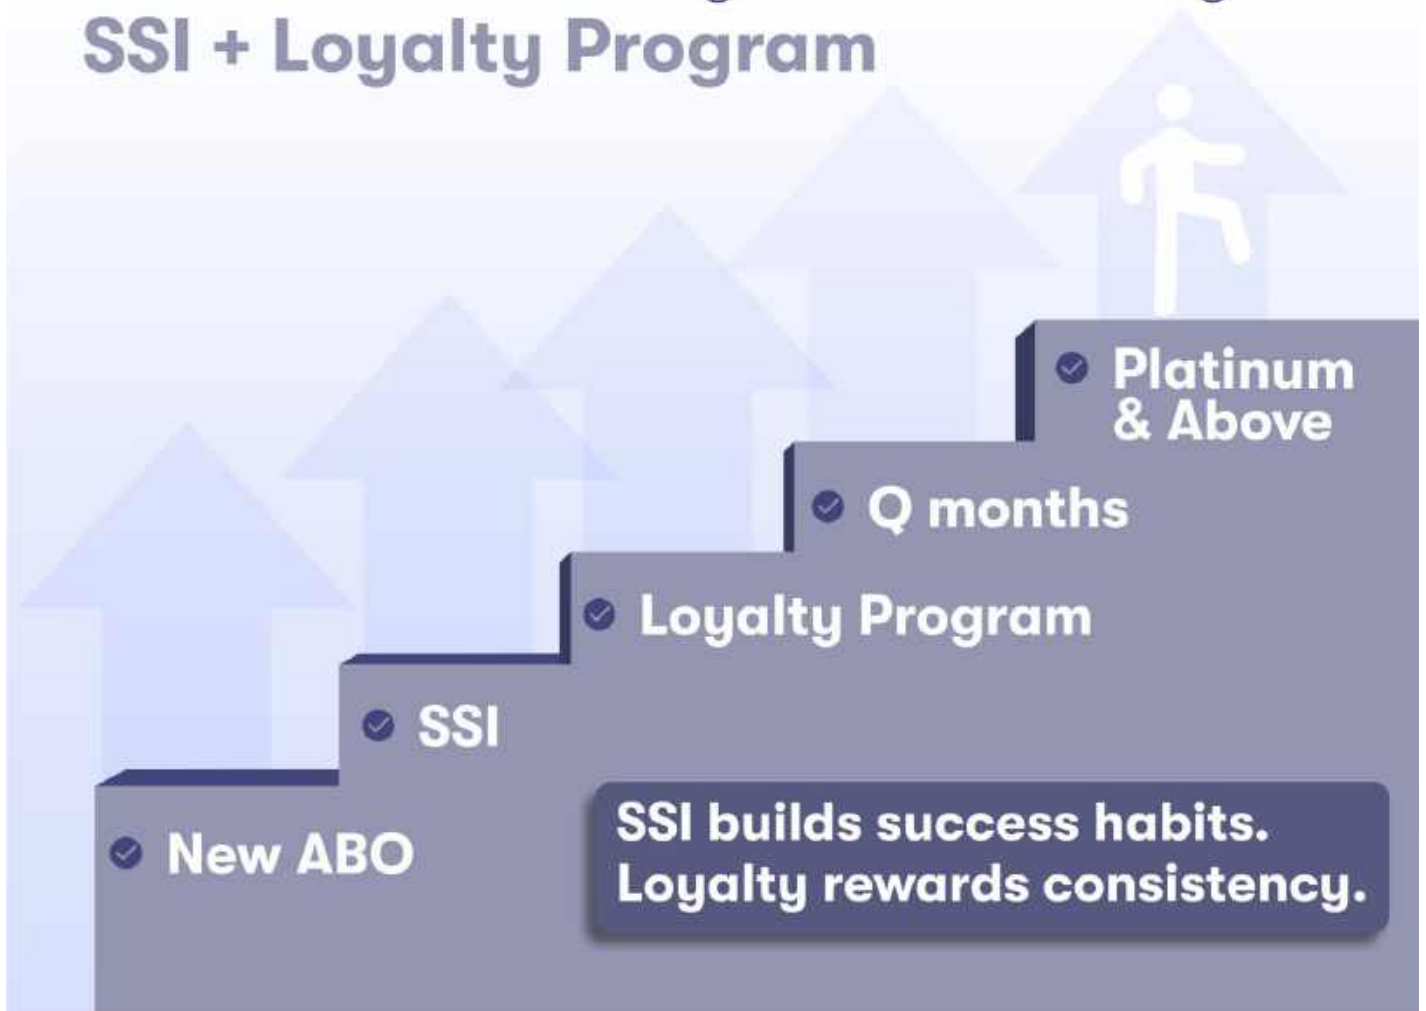 SSI + Loyalty Program
Platinum
& Above
Q months
Loyalty Program
SSI
New ABO
SSI builds success habits.
Loyalty rewards consistency.